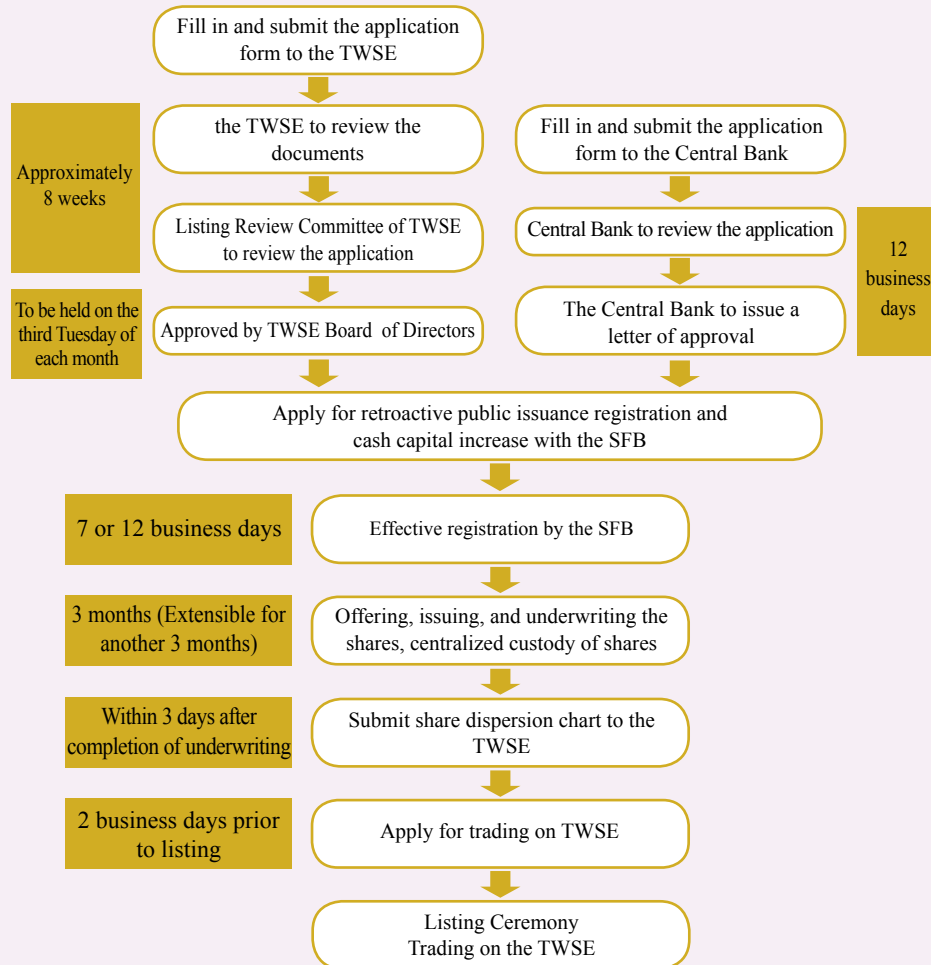 Fill in and submit the application
form to the TWSE
Approximately
8 weeks
the TWSE to review the
documents
Fill in and submit the application
form to the Central Bank
Listing Review Committee of TWSE
to review the application
Central Bank to review the application
12
business
days
To be held on the
third Tuesday of
each month
Approved by TWSE Board of Directors
The Central Bank to issue a
letter of approval
Apply for retroactive public issuance registration and
cash capital increase with the SFB
7 or 12 business days
Effective registration by the SFB
3 months (Extensible for
another 3 months)
Offering, issuing, and underwriting the
shares, centralized custody of shares
Within 3 days after
completion of underwriting
Submit share dispersion chart to the
TWSE
2 business days prior
to listing
Apply for trading on TWSE
Listing Ceremony
Trading on the TWSE